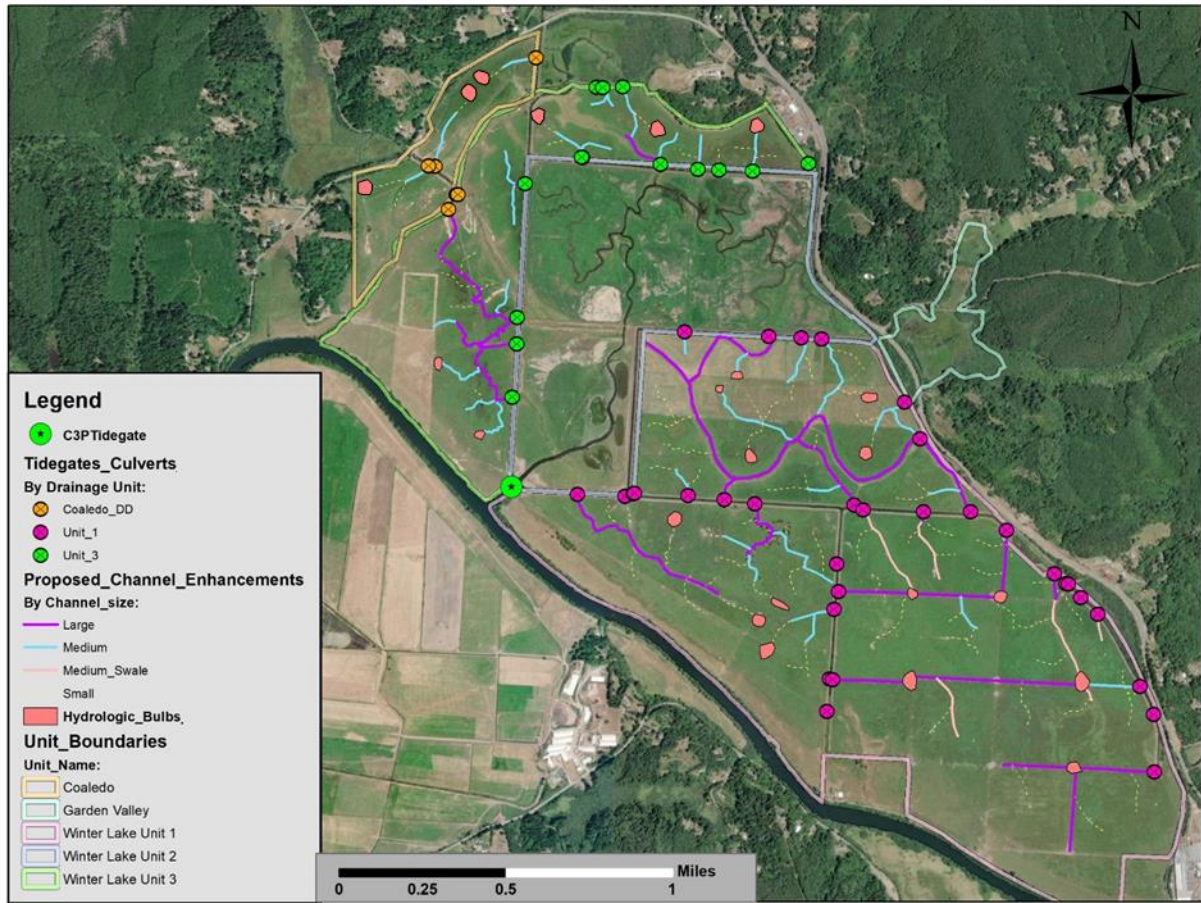 N
Legend
C3PTidegate
Tidegates_Culverts
By Drainage Unit:
Coaledo_DD
Unit_1
Unit_3
Proposed_Channel_Enhancements
By Channel_size:
Large
Medium
Medium_Swale
Small
Hydrologic_Bulbs
Unit_Boundaries
Unit_Name:
Coaledo
Garden Valley
Winter Lake Unit 1
Winter Lake Unit 2
Winter Lake Unit 3
Miles
0 0.25 0.5 1